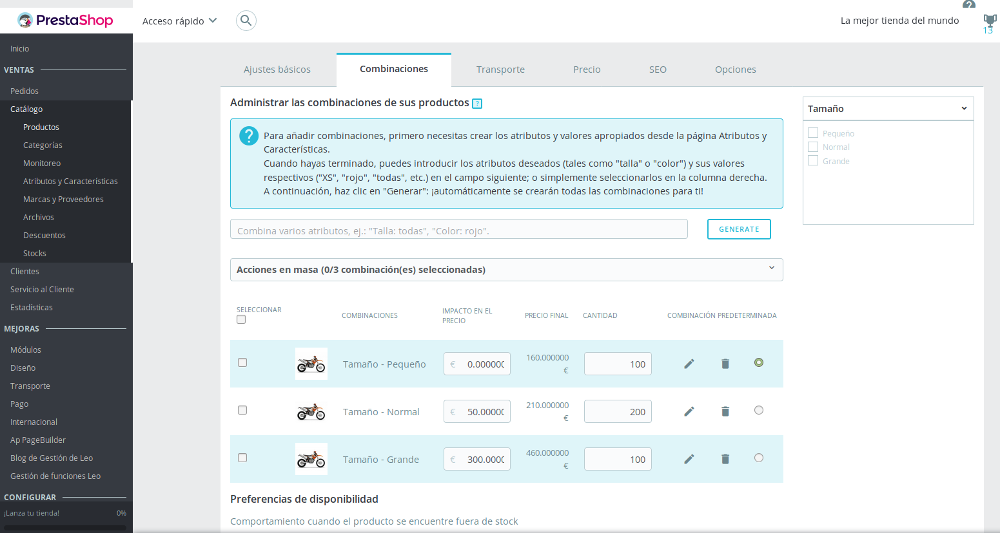 PrestaShop
Acceso rápido
La mejor tienda del mundo
13
Inicio
VENTAS
Pedidos
Catálogo
Productos
Categorías
Monitoreo
Atributos y Características
Marcas y Proveedores
Archivos
Descuentos
Stocks
Clientes
Servicio al Cliente
Estadísticas
MEJORAS
Módulos
Diseño
Transporte
Pago
Internacional
Ap PageBuilder
Blog de Gestión de Leo
Gestión de funciones Leo
CONFIGURAR
¡Lanza tu tienda! 0%
Ajustes básicos Combinaciones Transporte Precio SEO Opciones
Administrar las combinaciones de sus productos ?
? Para añadir combinaciones, primero necesitas crear los atributos y valores apropiados desde la página Atributos y
Características.
Cuando hayas terminado, puedes introducir los atributos deseados (tales como "talla" o "color") y sus valores
respectivos ("XS", "rojo", "todas", etc.) en el campo siguiente; o simplemente seleccionarlos en la columna derecha.
A continuación, haz clic en "Generar": ¡automáticamente se crearán todas las combinaciones para ti!
Combina varios atributos, ej.: "Talla: todas", "Color: rojo".
GENERATE
Acciones en masa (0/3 combinación(es) seleccionadas)
SELECCIONAR COMBINACIONES IMPACTO EN EL
PRECIO PRECIO FINAL CANTIDAD COMBINACIÓN PREDETERMINADA
Tamaño - Pequeño € 0.000000 160.000000
€ 100
Tamaño - Normal € 50.00000 210.000000
€ 200
Tamaño - Grande € 300.0000 460.000000
€ 100
Preferencias de disponibilidad
Comportamiento cuando el producto se encuentre fuera de stock
Tamaño
Pequeño
Normal
Grande